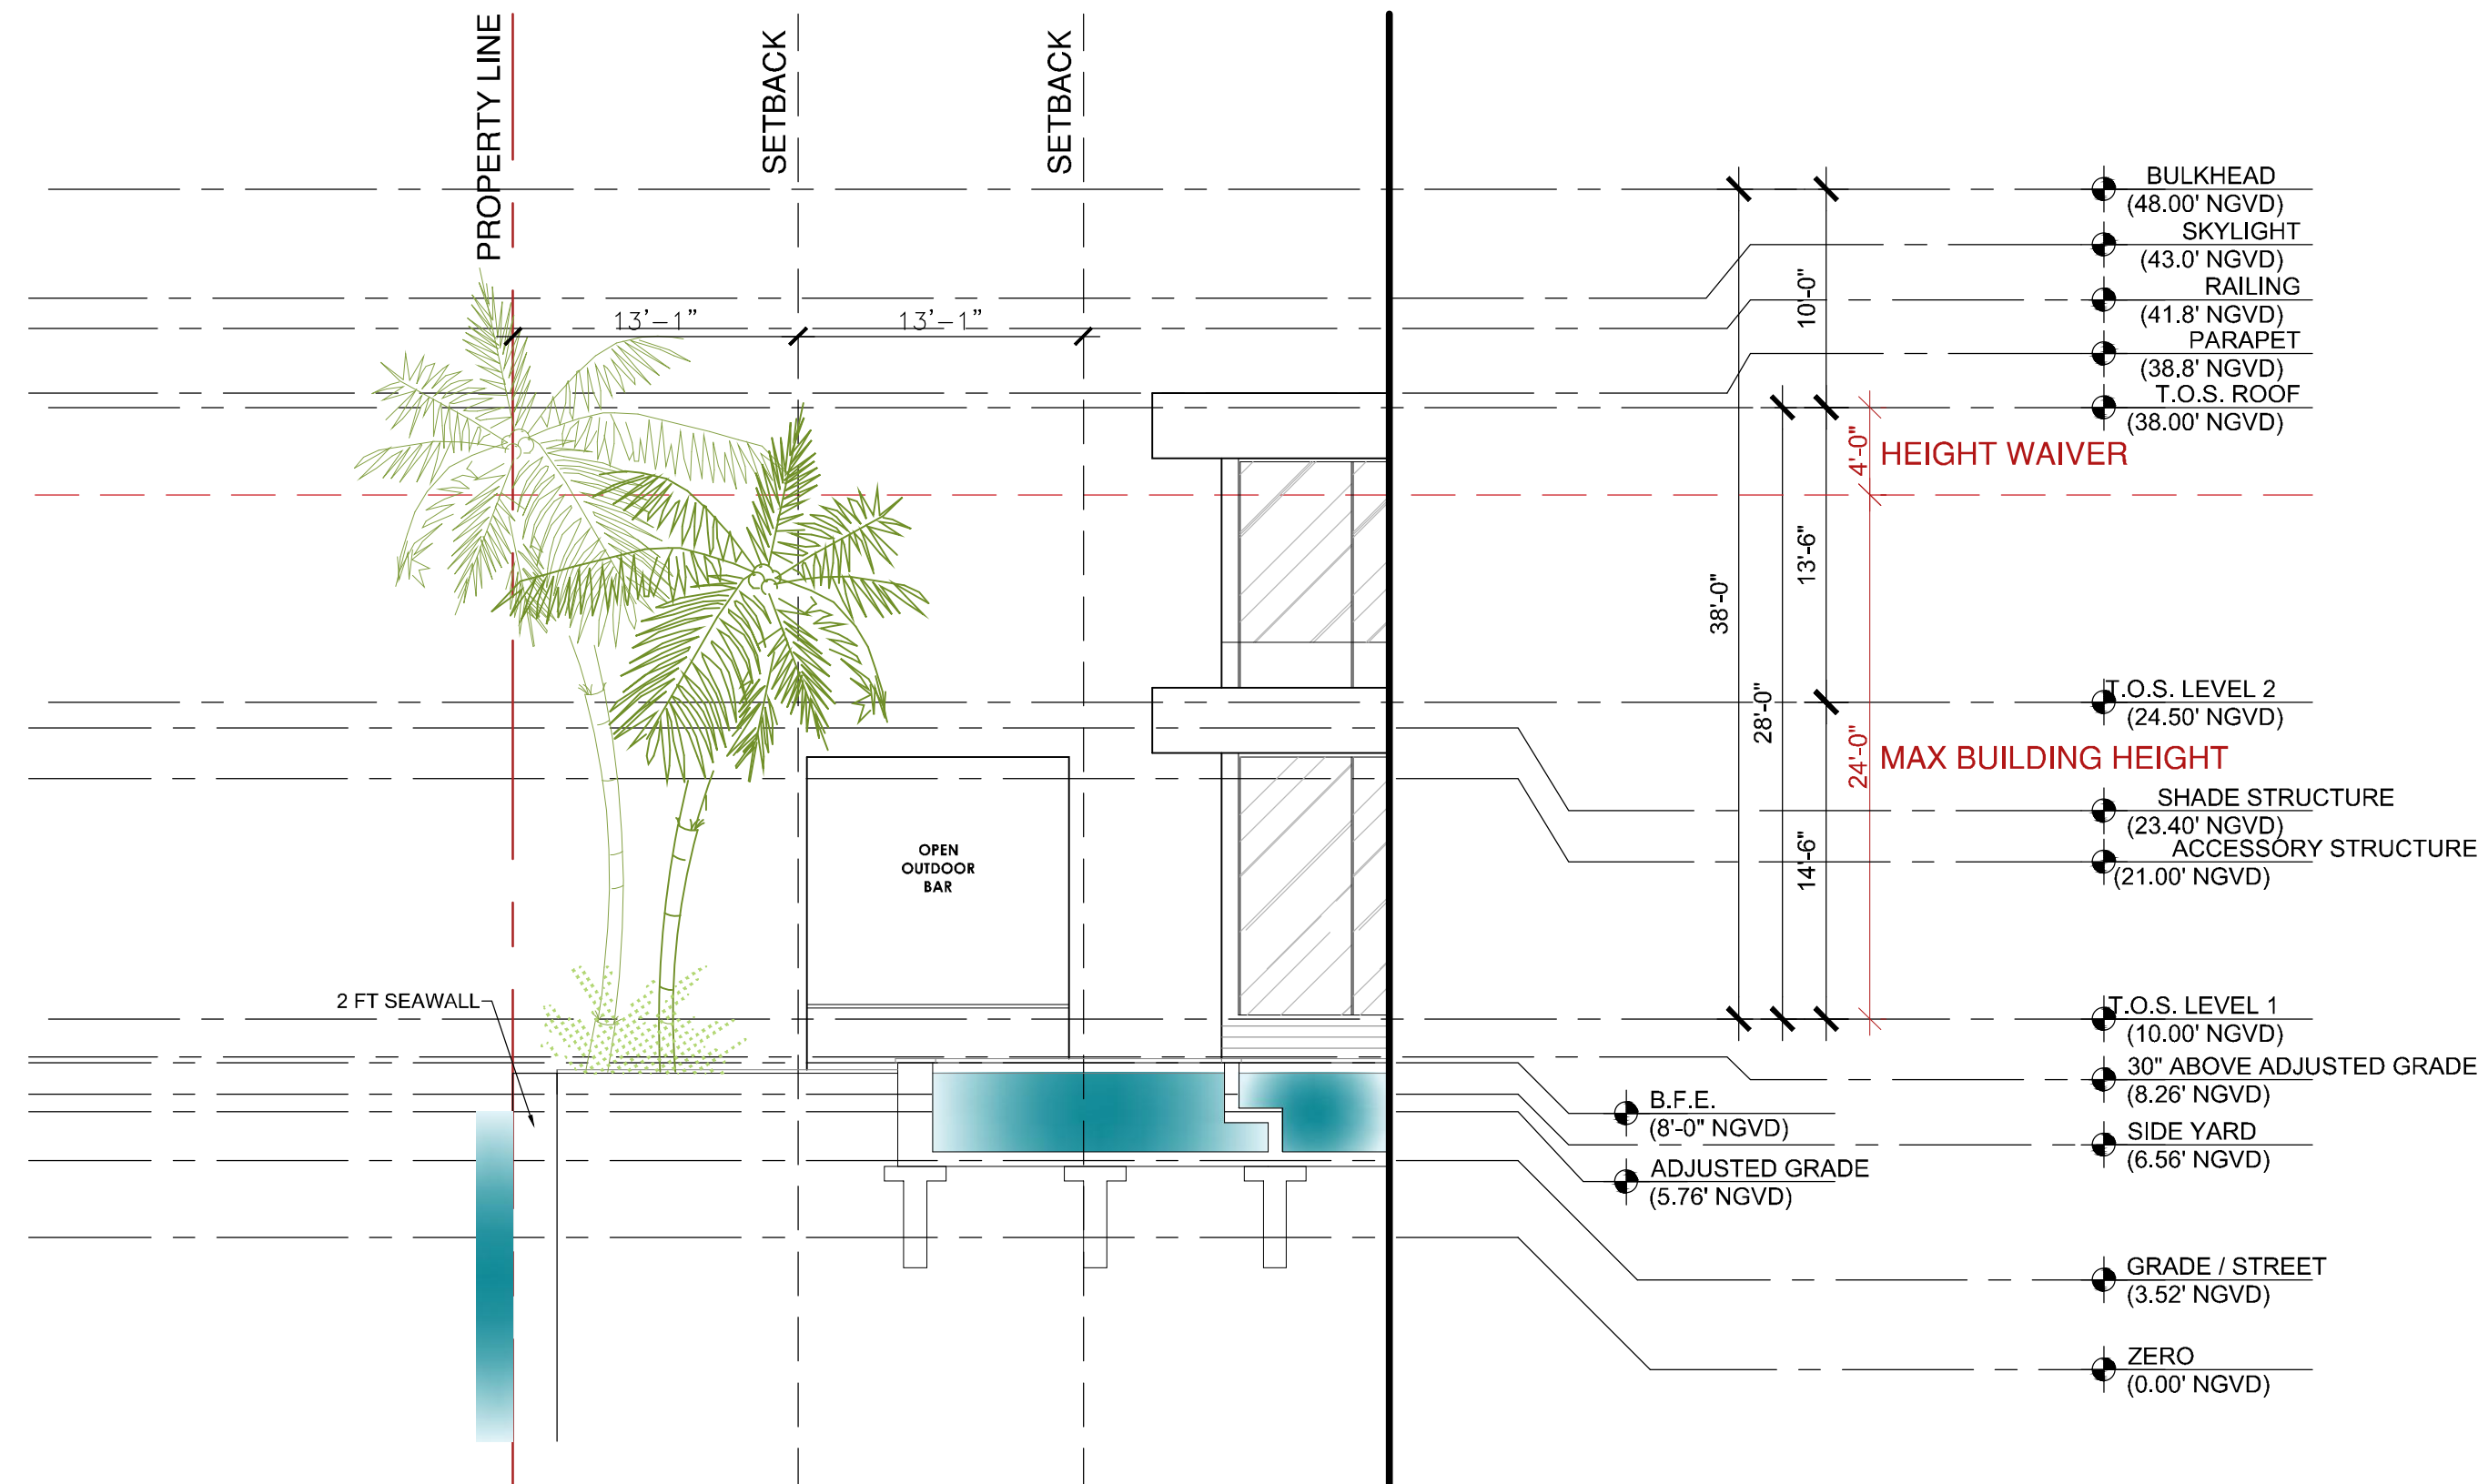 PROPERTY LINE
SETBACK
SETBACK
13'-1"
13'-1"
BULKHEAD
(48.00' NGVD)
SKYLIGHT
(43.0' NGVD)
RAILING
(41.8' NGVD)
PARAPET
(38.8' NGVD)
T.O.S. ROOF
(38.00' NGVD)
10'-0"
4'-0"
HEIGHT WAIVER
13'-6"
38'-0"
28'-0"
T.O.S. LEVEL 2
(24.50' NGVD)
24'-0"
MAX BUILDING HEIGHT
SHADE STRUCTURE
(23.40' NGVD)
ACCESSORY STRUCTURE
(21.00' NGVD)
14'-6"
OPEN
OUTDOOR
BAR
2 FT SEAWALL
T.O.S. LEVEL 1
(10.00' NGVD)
30" ABOVE ADJUSTED GRADE
(8.26' NGVD)
B.F.E.
(8'-0" NGVD)
SIDE YARD
(6.56' NGVD)
ADJUSTED GRADE
(5.76' NGVD)
GRADE / STREET
(3.52' NGVD)
ZERO
(0.00' NGVD)